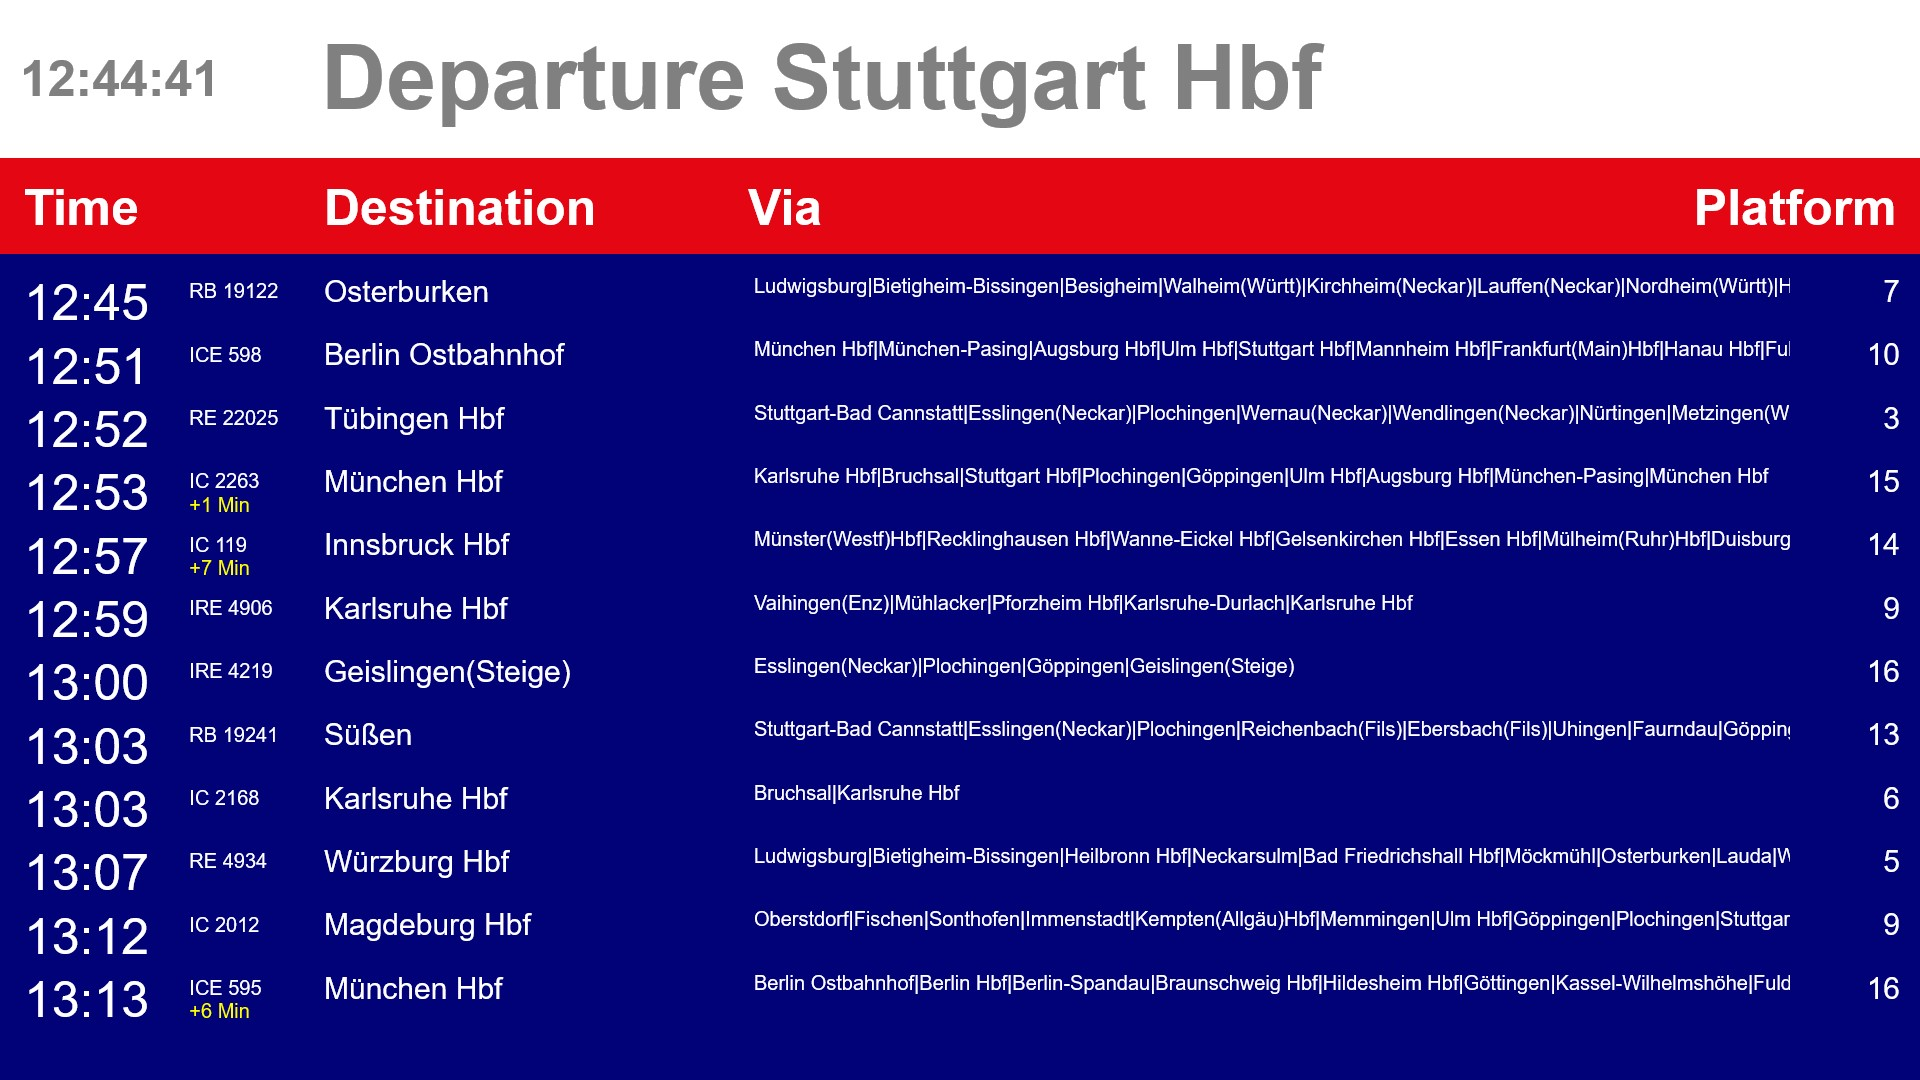 12:44:41 Departure Stuttgart Hbf
Time Destination Via Platform
12:45 RB 19122 Osterburken Ludwigsburg|Bietigheim-Bissingen|Besigheim|Walheim(Württ)|Kirchheim(Neckar)|Lauffen(Neckar)|Nordheim(Württ)|H 7
12:51 ICE 598 Berlin Ostbahnhof München Hbf|München-Pasing|Augsburg Hbf|Ulm Hbf|Stuttgart Hbf|Mannheim Hbf|Frankfurt(Main)Hbf|Hanau Hbf|Ful 10
12:52 RE 22025 Tübingen Hbf Stuttgart-Bad Cannstatt|Esslingen(Neckar)|Plochingen|Wernau(Neckar)|Wendlingen(Neckar)|Nürtingen|Metzingen(W 3
12:53 IC 2263 München Hbf Karlsruhe Hbf|Bruchsal|Stuttgart Hbf|Plochingen|Göppingen|Ulm Hbf|Augsburg Hbf|München-Pasing|München Hbf 15
+1 Min
12:57 IC 119 Innsbruck Hbf Münster(Westf)Hbf|Recklinghausen Hbf|Wanne-Eickel Hbf|Gelsenkirchen Hbf|Essen Hbf|Mülheim(Ruhr)Hbf|Duisburg 14
+7 Min
12:59 IRE 4906 Karlsruhe Hbf Vaihingen(Enz)|Mühlacker|Pforzheim Hbf|Karlsruhe-Durlach|Karlsruhe Hbf 9
13:00 IRE 4219 Geislingen(Steige) Esslingen(Neckar)|Plochingen|Göppingen|Geislingen(Steige) 16
13:03 RB 19241 Süßen Stuttgart-Bad Cannstatt|Esslingen(Neckar)|Plochingen|Reichenbach(Fils)|Ebersbach(Fils)|Uhingen|Faurndau|Göpping 13
13:03 IC 2168 Karlsruhe Hbf Bruchsal|Karlsruhe Hbf 6
13:07 RE 4934 Würzburg Hbf Ludwigsburg|Bietigheim-Bissingen|Heilbronn Hbf|Neckarsulm|Bad Friedrichshall Hbf|Möckmühl|Osterburken|Lauda|W 5
13:12 IC 2012 Magdeburg Hbf Oberstdorf|Fischen|Sonthofen|Immenstadt|Kempten(Allgäu)Hbf|Memmingen|Ulm Hbf|Göppingen|Plochingen|Stuttgar 9
13:13 ICE 595 München Hbf Berlin Ostbahnhof|Berlin Hbf|Berlin-Spandau|Braunschweig Hbf|Hildesheim Hbf|Göttingen|Kassel-Wilhelmshöhe|Fuld 16
+6 Min